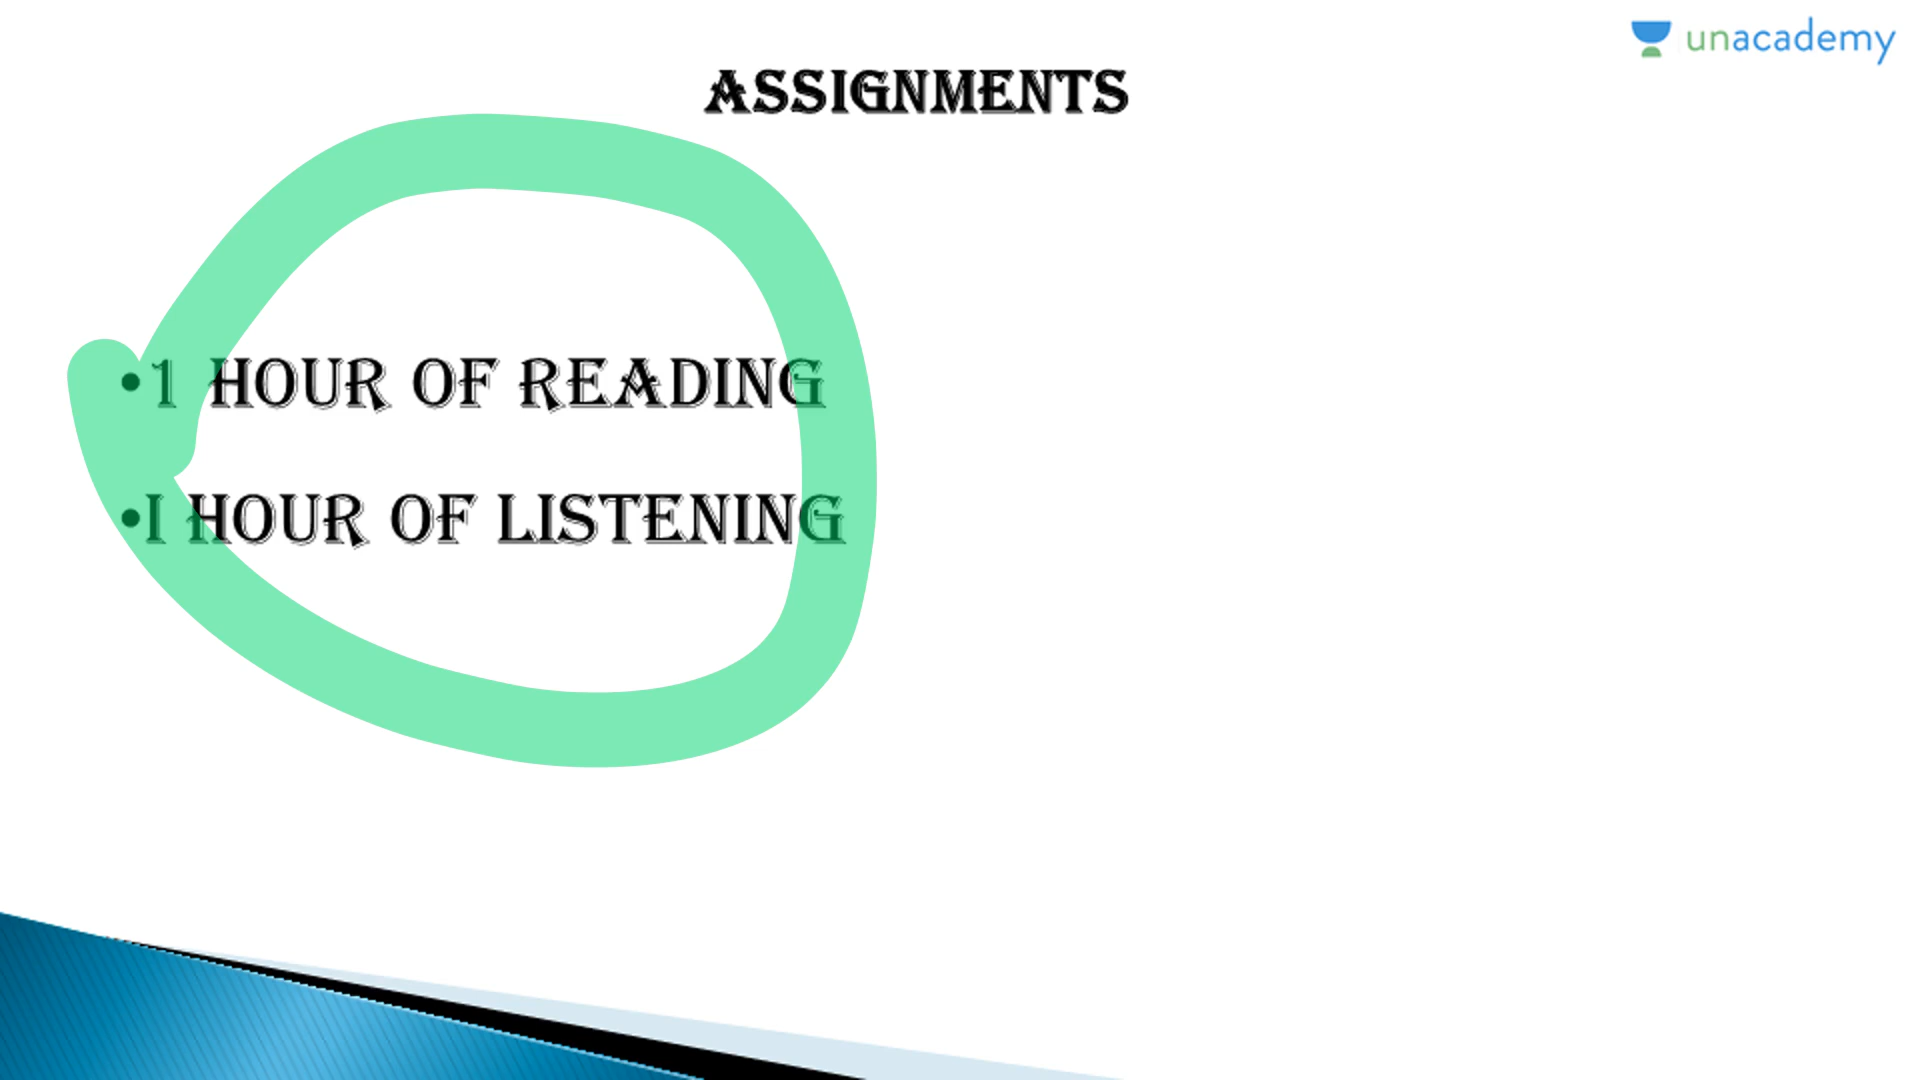 unacademy
ASSIGNMENTS
•1 HOUR OF READING
•I HOUR OF LISTENING